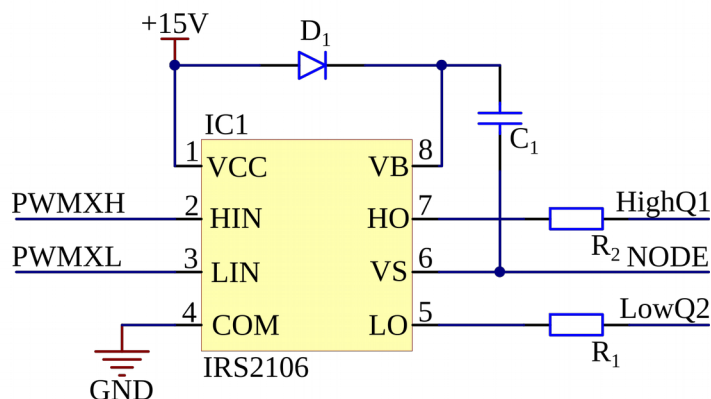 +15V
D1
IC1
C1
1 VCC VB 8
PWMXH 2 HIN HO 7 HighQ1
R2 NODE
PWMXL 3 LIN VS 6
4 COM LO 5 LowQ2
R1
IRS2106
GND